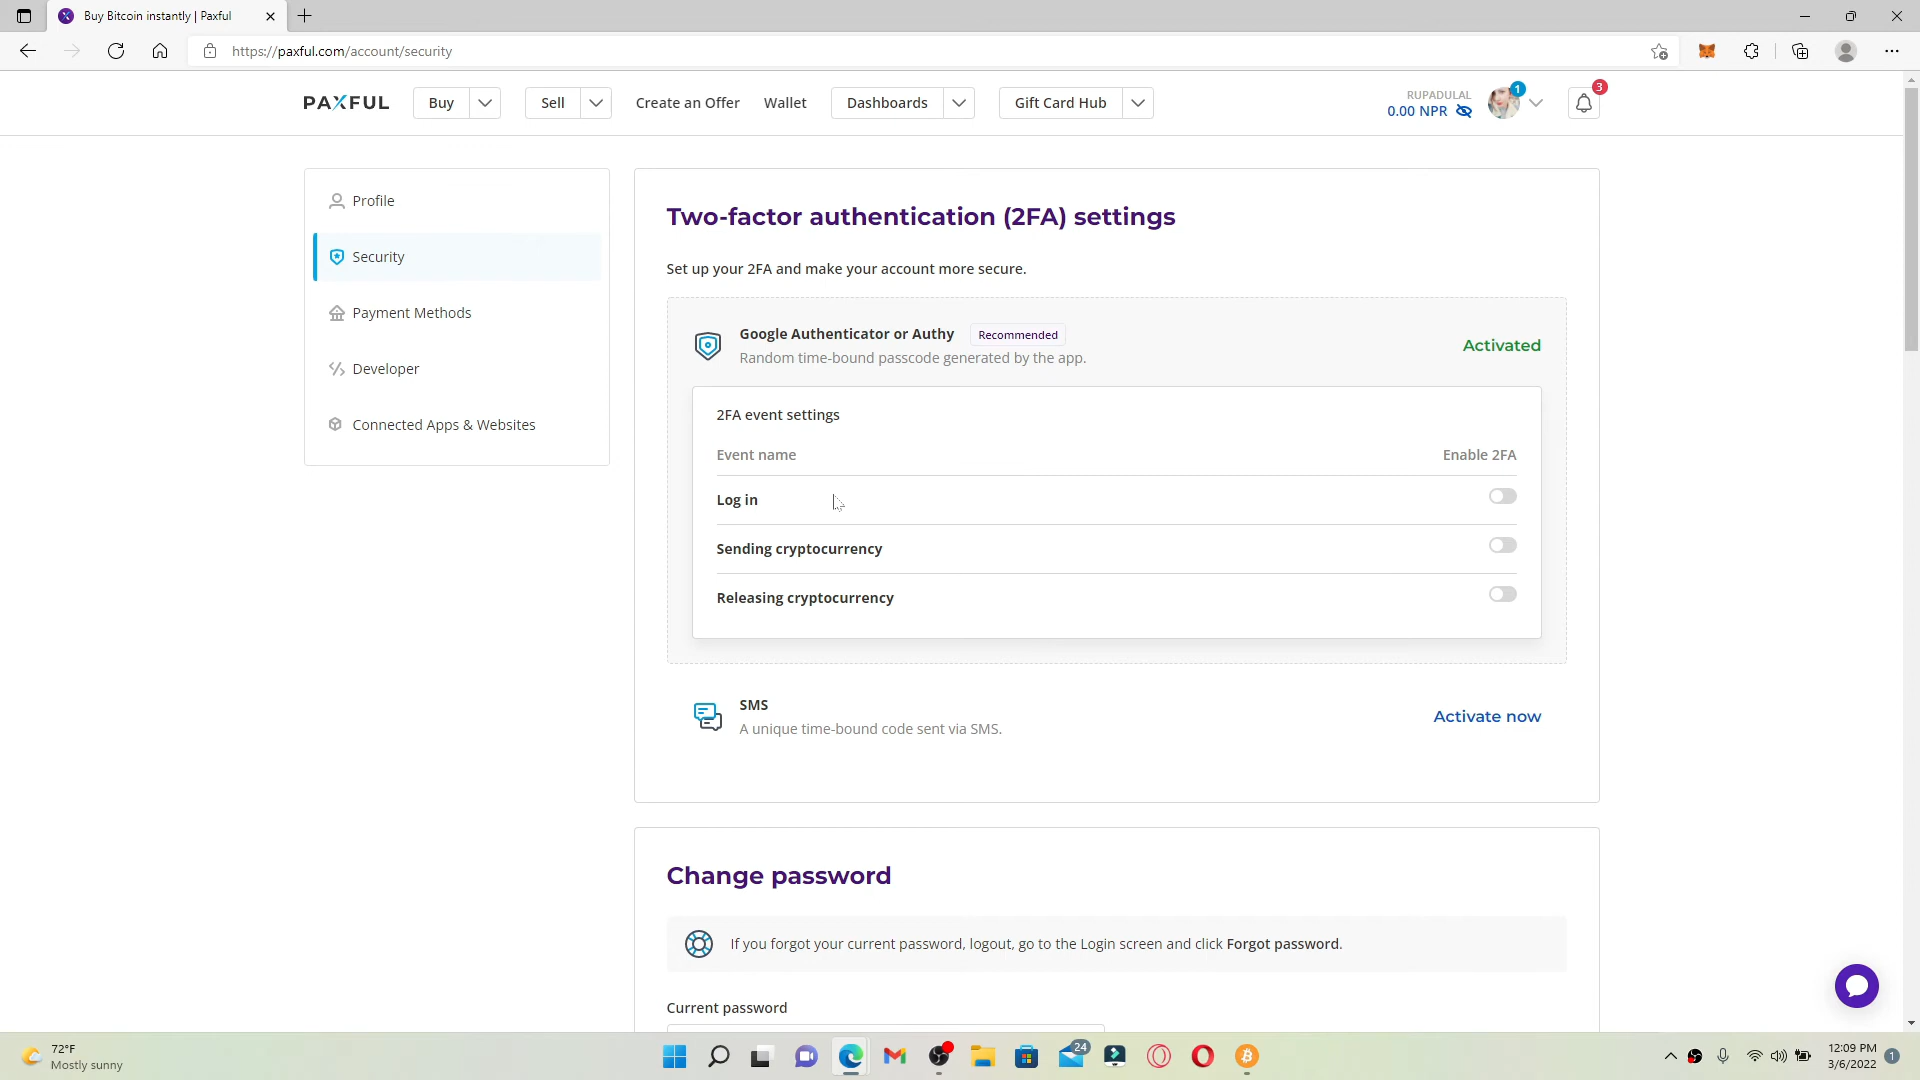 Buy Bitcoin instantly | Paxful
https://paxful.com/account/security
PAXFUL
Buy
Sell
Create an Offer
Wallet
Dashboards
Gift Card Hub
RUPADULAL
0.00 NPR
1
3
Profile
Security
Payment Methods
Developer
Connected Apps & Websites
Two-factor authentication (2FA) settings
Set up your 2FA and make your account more secure.
Google Authenticator or Authy
Recommended
Random time-bound passcode generated by the app.
Activated
2FA event settings
Event name
Enable 2FA
Log in
Sending cryptocurrency
Releasing cryptocurrency
SMS
A unique time-bound code sent via SMS.
Activate now
Change password
If you forgot your current password, logout, go to the Login screen and click Forgot password.
Current password
72°F
Mostly sunny
24
12:09 PM
3/6/2022
1